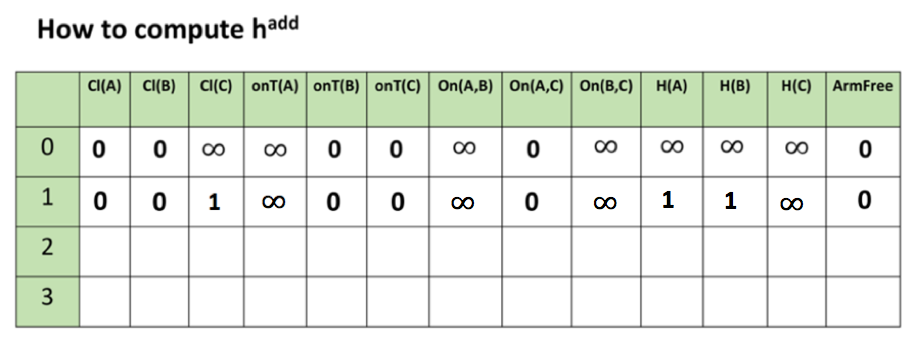 How to compute hᵃᵈᵈ
Cl(A) Cl(B) Cl(C) onT(A) onT(B) onT(C) On(A,B) On(A,C) On(B,C) H(A) H(B) H(C) ArmFree
0 0 0 ∞ ∞ 0 0 ∞ 0 ∞ ∞ ∞ ∞ 0
1 0 0 1 ∞ 0 0 ∞ 0 ∞ 1 1 ∞ 0
2
3